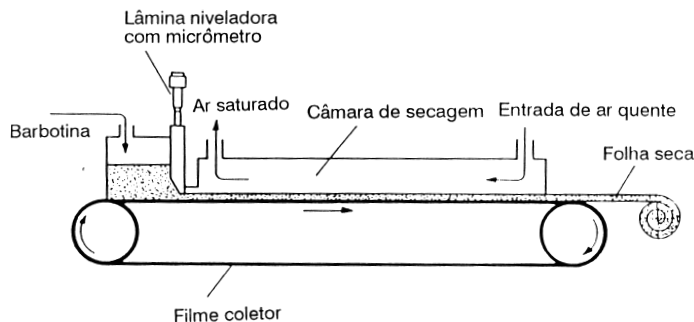 Lâmina niveladora
com micrômetro
Ar saturado
Câmara de secagem
Entrada de ar quente
Barbotina
Folha seca
Filme coletor